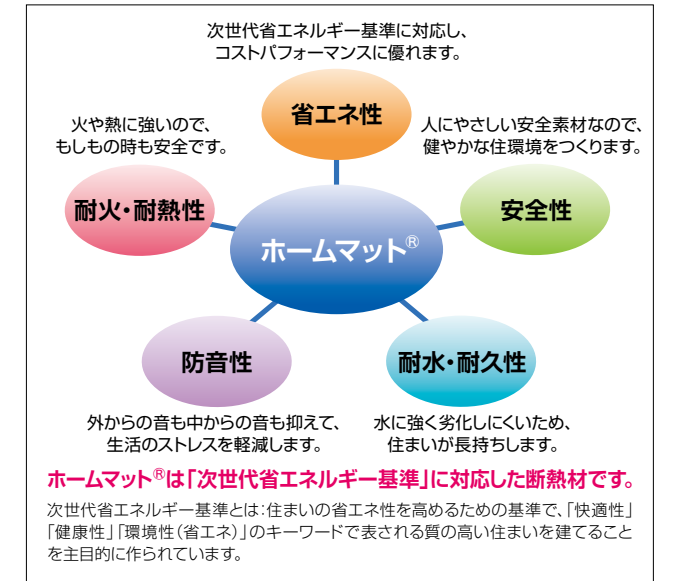 次世代省エネルギー基準に対応し、
コストパフォーマンスに優れます。
省エネ性
火や熱に強いので、
もしもの時も安全です。
人にやさしい安全素材なので、
健やかな住環境をつくります。
耐火・耐熱性
安全性
ホームマット®
防音性
耐水・耐久性
外からの音も中からの音も抑えて、
生活のストレスを軽減します。
水に強く劣化しにくいため、
住まいが長持ちします。
ホームマット®は「次世代省エネルギー基準」に対応した断熱材です。
次世代省エネルギー基準とは:住まいの省エネ性を高めるための基準で、「快適性」
「健康性」「環境性(省エネ)」のキーワードで表される質の高い住まいを建てること
を主目的に作られています。